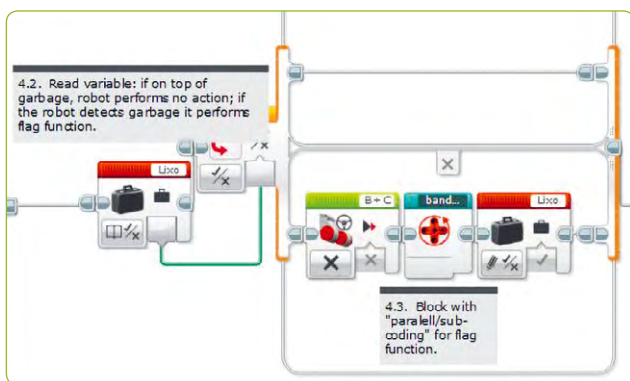 4.2. Read variable: if on top of
garbage, robot performs no action; if
the robot detects garbage it performs
flag function.
Lixo
B + C
band...
Lixo
4.3. Block with
"paralell/sub-
coding" for flag
function.